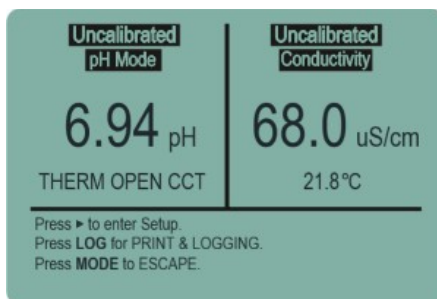 Uncalibrated
pH Mode
6.94 pH
THERM OPEN CCT
Uncalibrated
Conductivity
68.0 uS/cm
21.8°C
Press ► to enter Setup.
Press LOG for PRINT & LOGGING.
Press MODE to ESCAPE.